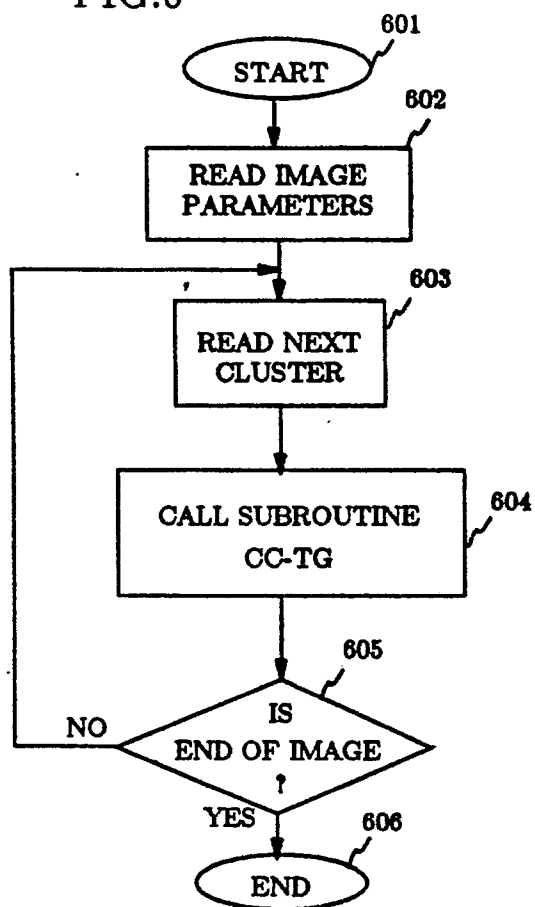 601
START
602
READ IMAGE
PARAMETERS
603
READ NEXT
CLUSTER
604
CALL SUBROUTINE
CC-TG
605
IS
END OF IMAGE
?
NO
YES
606
END